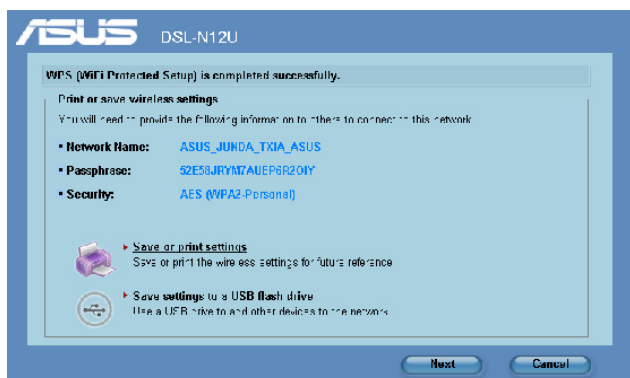 ASUS DSL-N12U
WPS (WiFi Protected Setup) is completed successfully.
Print or save wireless settings
You will need to provide the following information to others to connect to this network
Network Name: ASUS_JUNDA_TXIA_ASUS
Passphrase: 52E58JRYM7AUEP6R2OIY
Security: AES (WPA2-Personal)
Save or print settings
Save or print the wireless settings for future reference
Save settings to a USB flash drive
Use a USB drive to add other devices to the network
Next Cancel